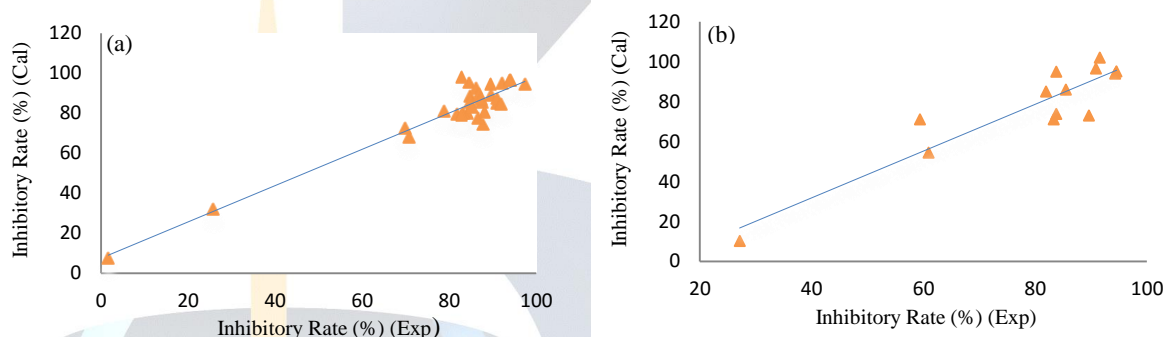 (a)
Inhibitory Rate (%) (Cal)
120
100
80
60
40
20
0
0 20 40 60 80 100
Inhibitory Rate (%) (Exp)
(b)
Inhibitory Rate (%) (Cal)
120
100
80
60
40
20
0
20 40 60 80 100
Inhibitory Rate (%) (Exp)